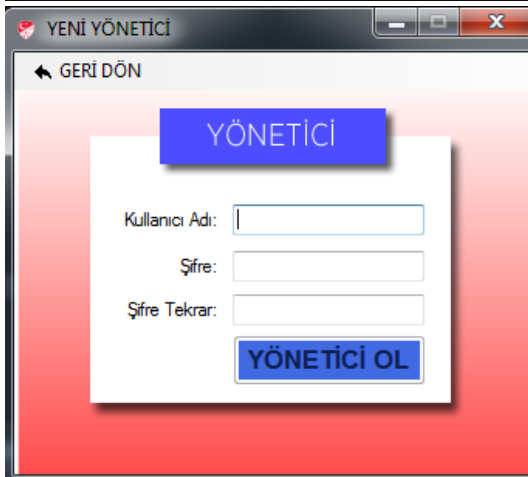 YENİ YÖNETİCİ
GERİ DÖN
YÖNETİCİ
Kullanıcı Adı:
Şifre:
Şifre Tekrar:
YÖNETİCİ OL